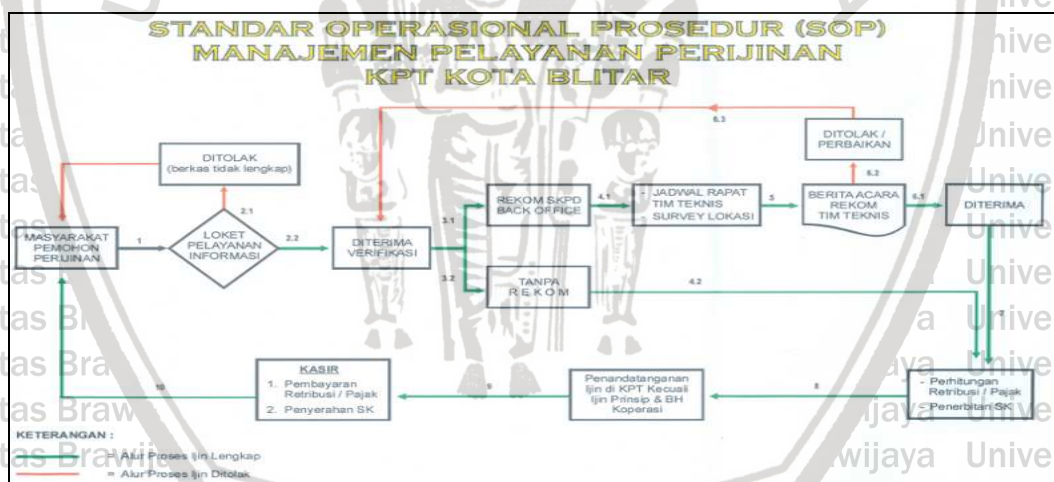 STANDAR OPERASIONAL PROSEDUR (SOP)
MANAJEMEN PELAYANAN PERIJINAN
KPT KOTA BLITAR
6.3
DITOLAK /
PERBAIKAN
6.2
DITOLAK
(berkas tidak lengkap)
2.1
MASYARAKAT
PEMOHON
PERIJINAN
1
LOKET
PELAYANAN
INFORMASI
2.2
DITERIMA
VERIFIKASI
3.1
3.2
REKOM SKPD
BACK OFFICE
4.1
- JADWAL RAPAT
TIM TEKNIS
- SURVEY LOKASI
5
BERITA ACARA
REKOM
TIM TEKNIS
6.1
DITERIMA
TANPA
REKOM
4.2
7
- Perhitungan
Retribusi / Pajak
- Penerbitan SK
8
Penandatanganan
Ijin di KPT Kecuali
Ijin Prinsip & BH
Koperasi
9
KASIR
1. Pembayaran
Retribusi / Pajak
2. Penyerahan SK
10
KETERANGAN :
= Alur Proses Ijin Lengkap
= Alur Proses Ijin Ditolak